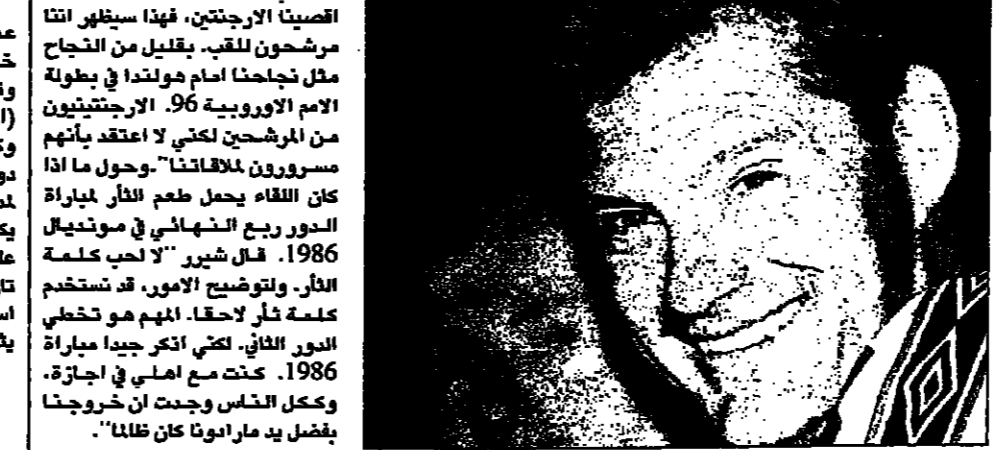 اقصينا الارجنتين، فهذا سيظهر اننا
مرشحون للقب. بقليل من النجاح
مثل نجاحنا امام هولندا في بطولة
الامم الاوروبية 96. الارجنتينيون
من المرشحين لكني لا اعتقد بأنهم
مسرورون لملاقاتنا". وحول ما اذا
كان اللقاء يحمل طعم الثأر لمباراة
الدور ربع النهائي في مونديال
1986. قال شيرر "لا احب كلمة
الثأر. ولتوضيح الامور، قد نستخدم
كلمة ثأر لاحقا. المهم هو تخطي
الدور الثاني. لكني اذكر جيدا مباراة
1986. كنت مع اهلي في اجازة.
وككل الناس وجدت ان خروجنا
بفضل يد مارادونا كان ظالما".